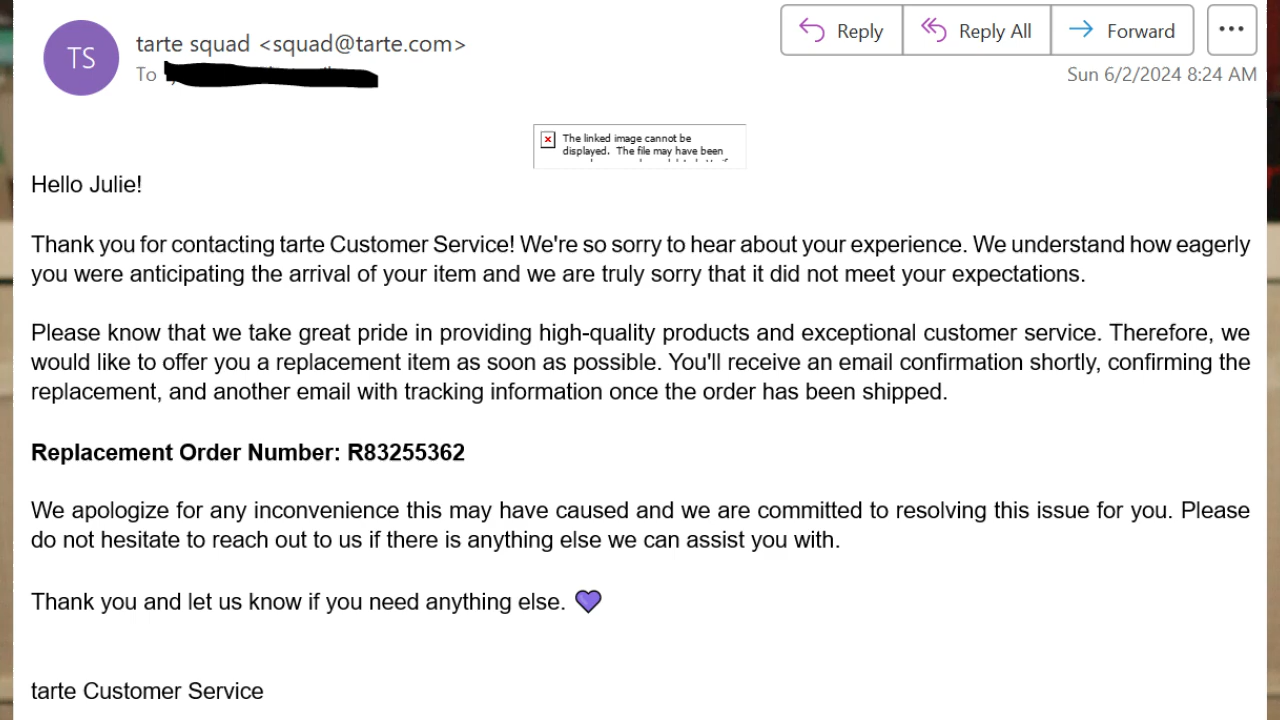 TS
tarte squad <squad@tarte.com>
To
Reply
Reply All
Forward
Sun 6/2/2024 8:24 AM
The linked image cannot be
displayed. The file may have been
Hello Julie!
Thank you for contacting tarte Customer Service! We're so sorry to hear about your experience. We understand how eagerly
you were anticipating the arrival of your item and we are truly sorry that it did not meet your expectations.
Please know that we take great pride in providing high-quality products and exceptional customer service. Therefore, we
would like to offer you a replacement item as soon as possible. You'll receive an email confirmation shortly, confirming the
replacement, and another email with tracking information once the order has been shipped.
Replacement Order Number: R83255362
We apologize for any inconvenience this may have caused and we are committed to resolving this issue for you. Please
do not hesitate to reach out to us if there is anything else we can assist you with.
Thank you and let us know if you need anything else. 💜
tarte Customer Service